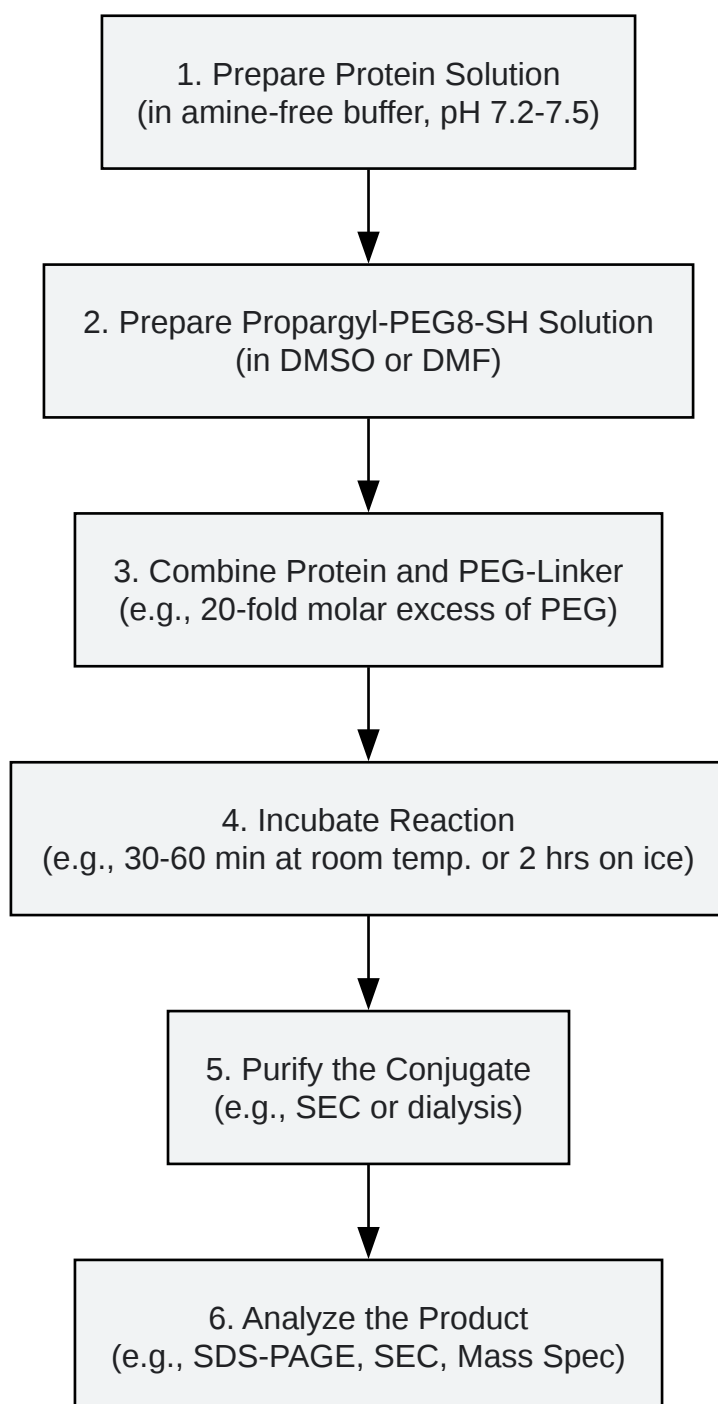 1. Prepare Protein Solution
(in amine-free buffer, pH 7.2-7.5)
2. Prepare Propargyl-PEG8-SH Solution
(in DMSO or DMF)
3. Combine Protein and PEG-Linker
(e.g., 20-fold molar excess of PEG)
4. Incubate Reaction
(e.g., 30-60 min at room temp. or 2 hrs on ice)
5. Purify the Conjugate
(e.g., SEC or dialysis)
6. Analyze the Product
(e.g., SDS-PAGE, SEC, Mass Spec)